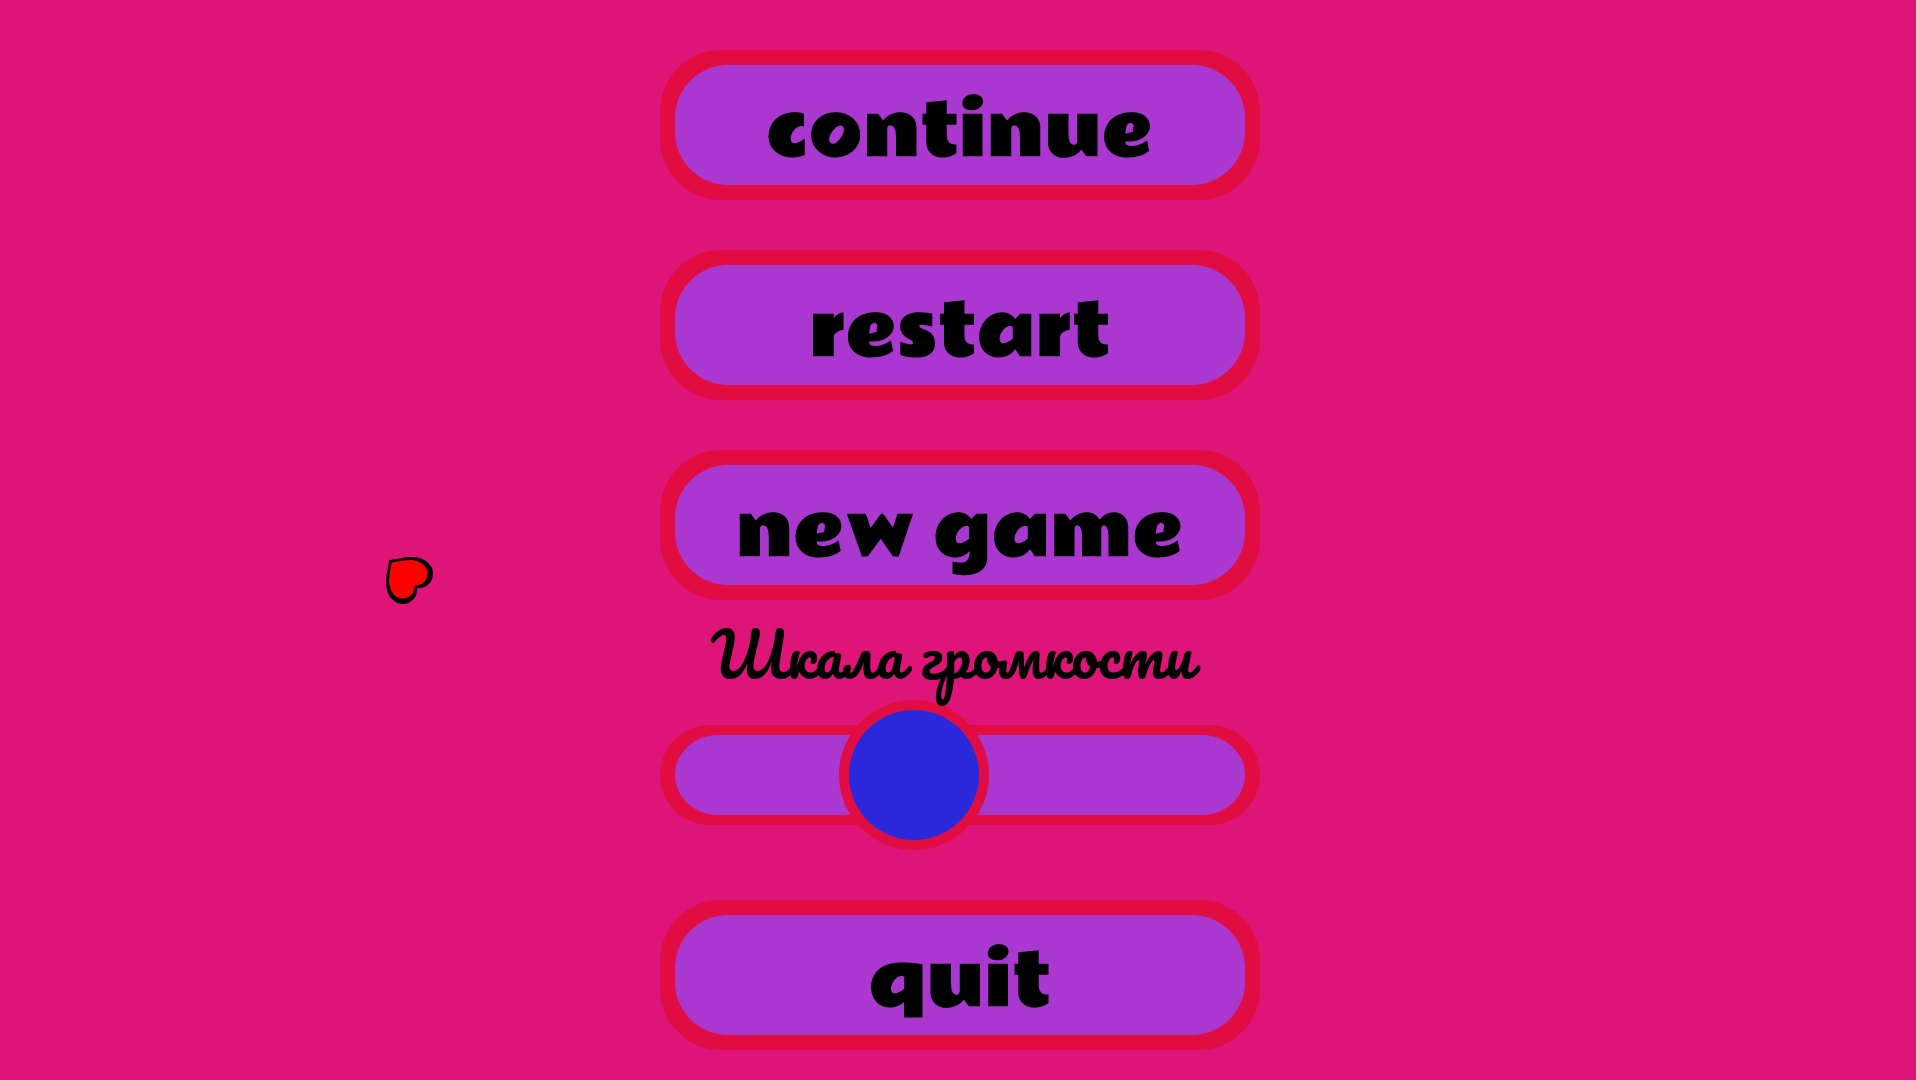 continue
restart
new game
Шкала громкости
quit